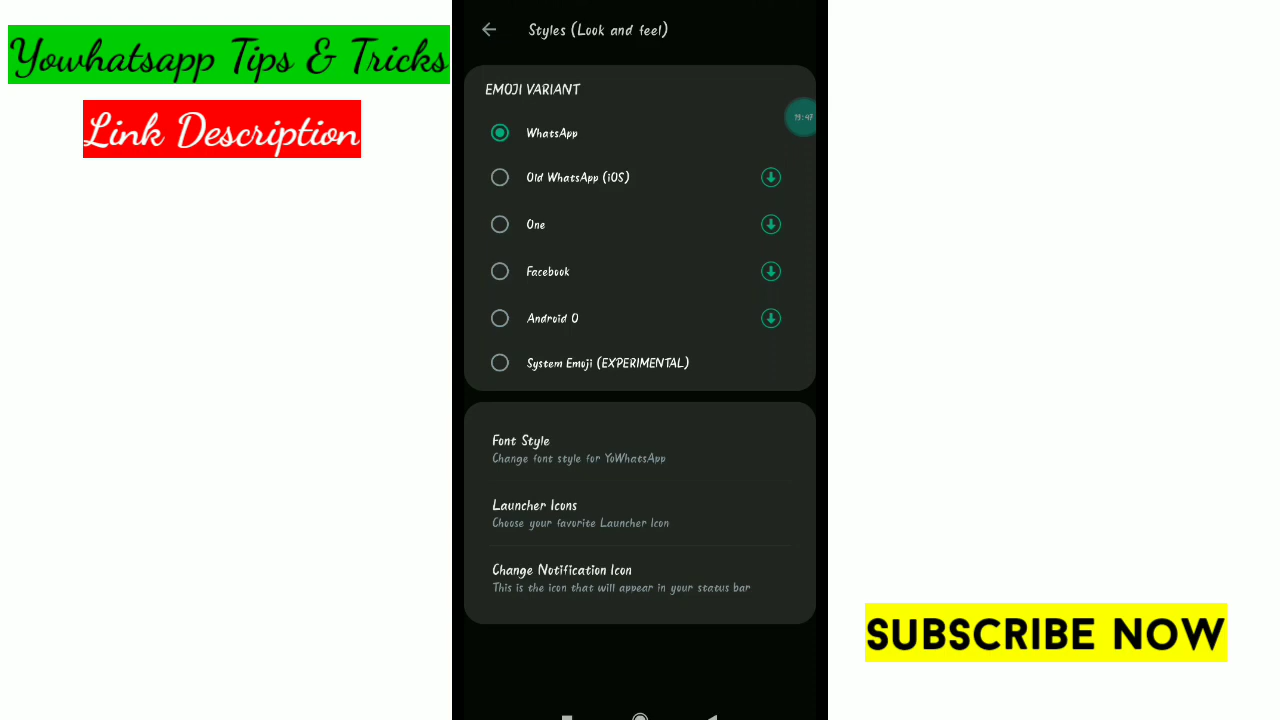 Yowhatsapp Tips & Tricks
Link Description
Styles (Look and feel)
EMOJI VARIANT
WhatsApp
Old WhatsApp (iOS)
One
Facebook
Android O
System Emoji (EXPERIMENTAL)
Font Style
Change font style for YoWhatsApp
Launcher Icons
Choose your favorite Launcher Icon
Change Notification Icon
This is the icon that will appear in your status bar
SUBSCRIBE NOW